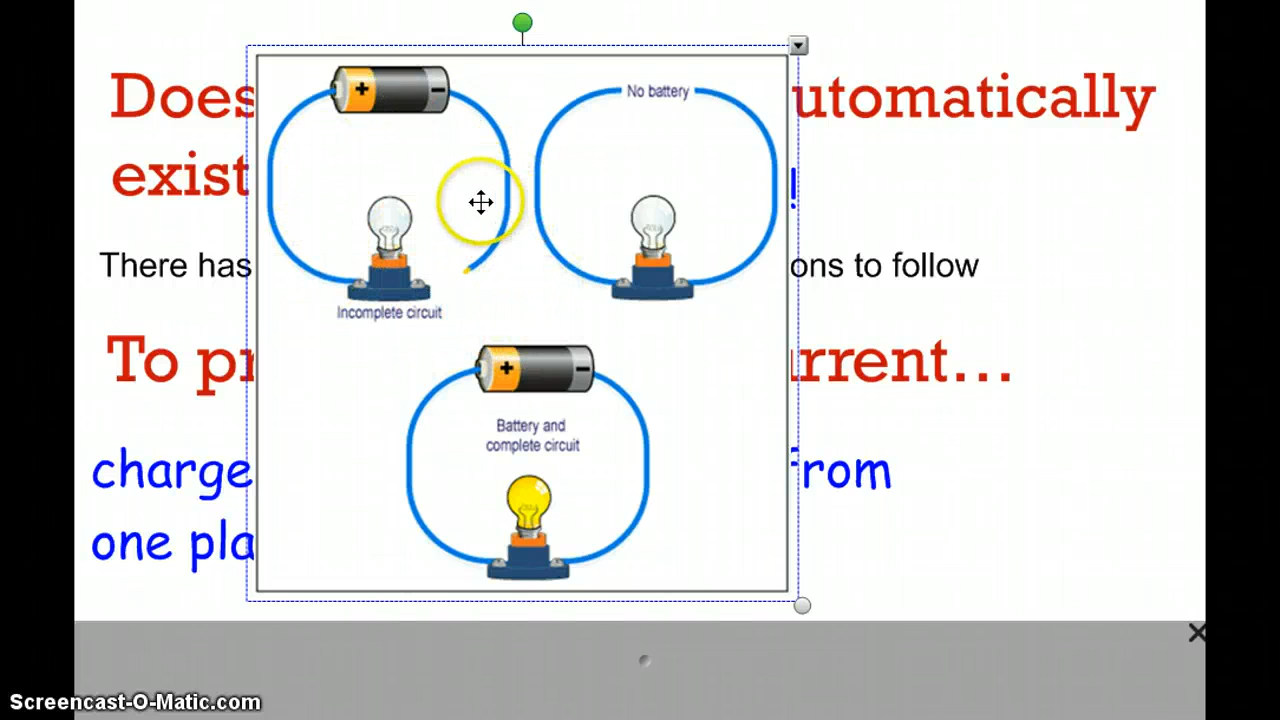 Does utomatically
exist !
There has ons to follow
To pr rrent...
charge from
one pla
+ -
No battery
Incomplete circuit
+ -
Battery and
complete circuit
Screencast-O-Matic.com